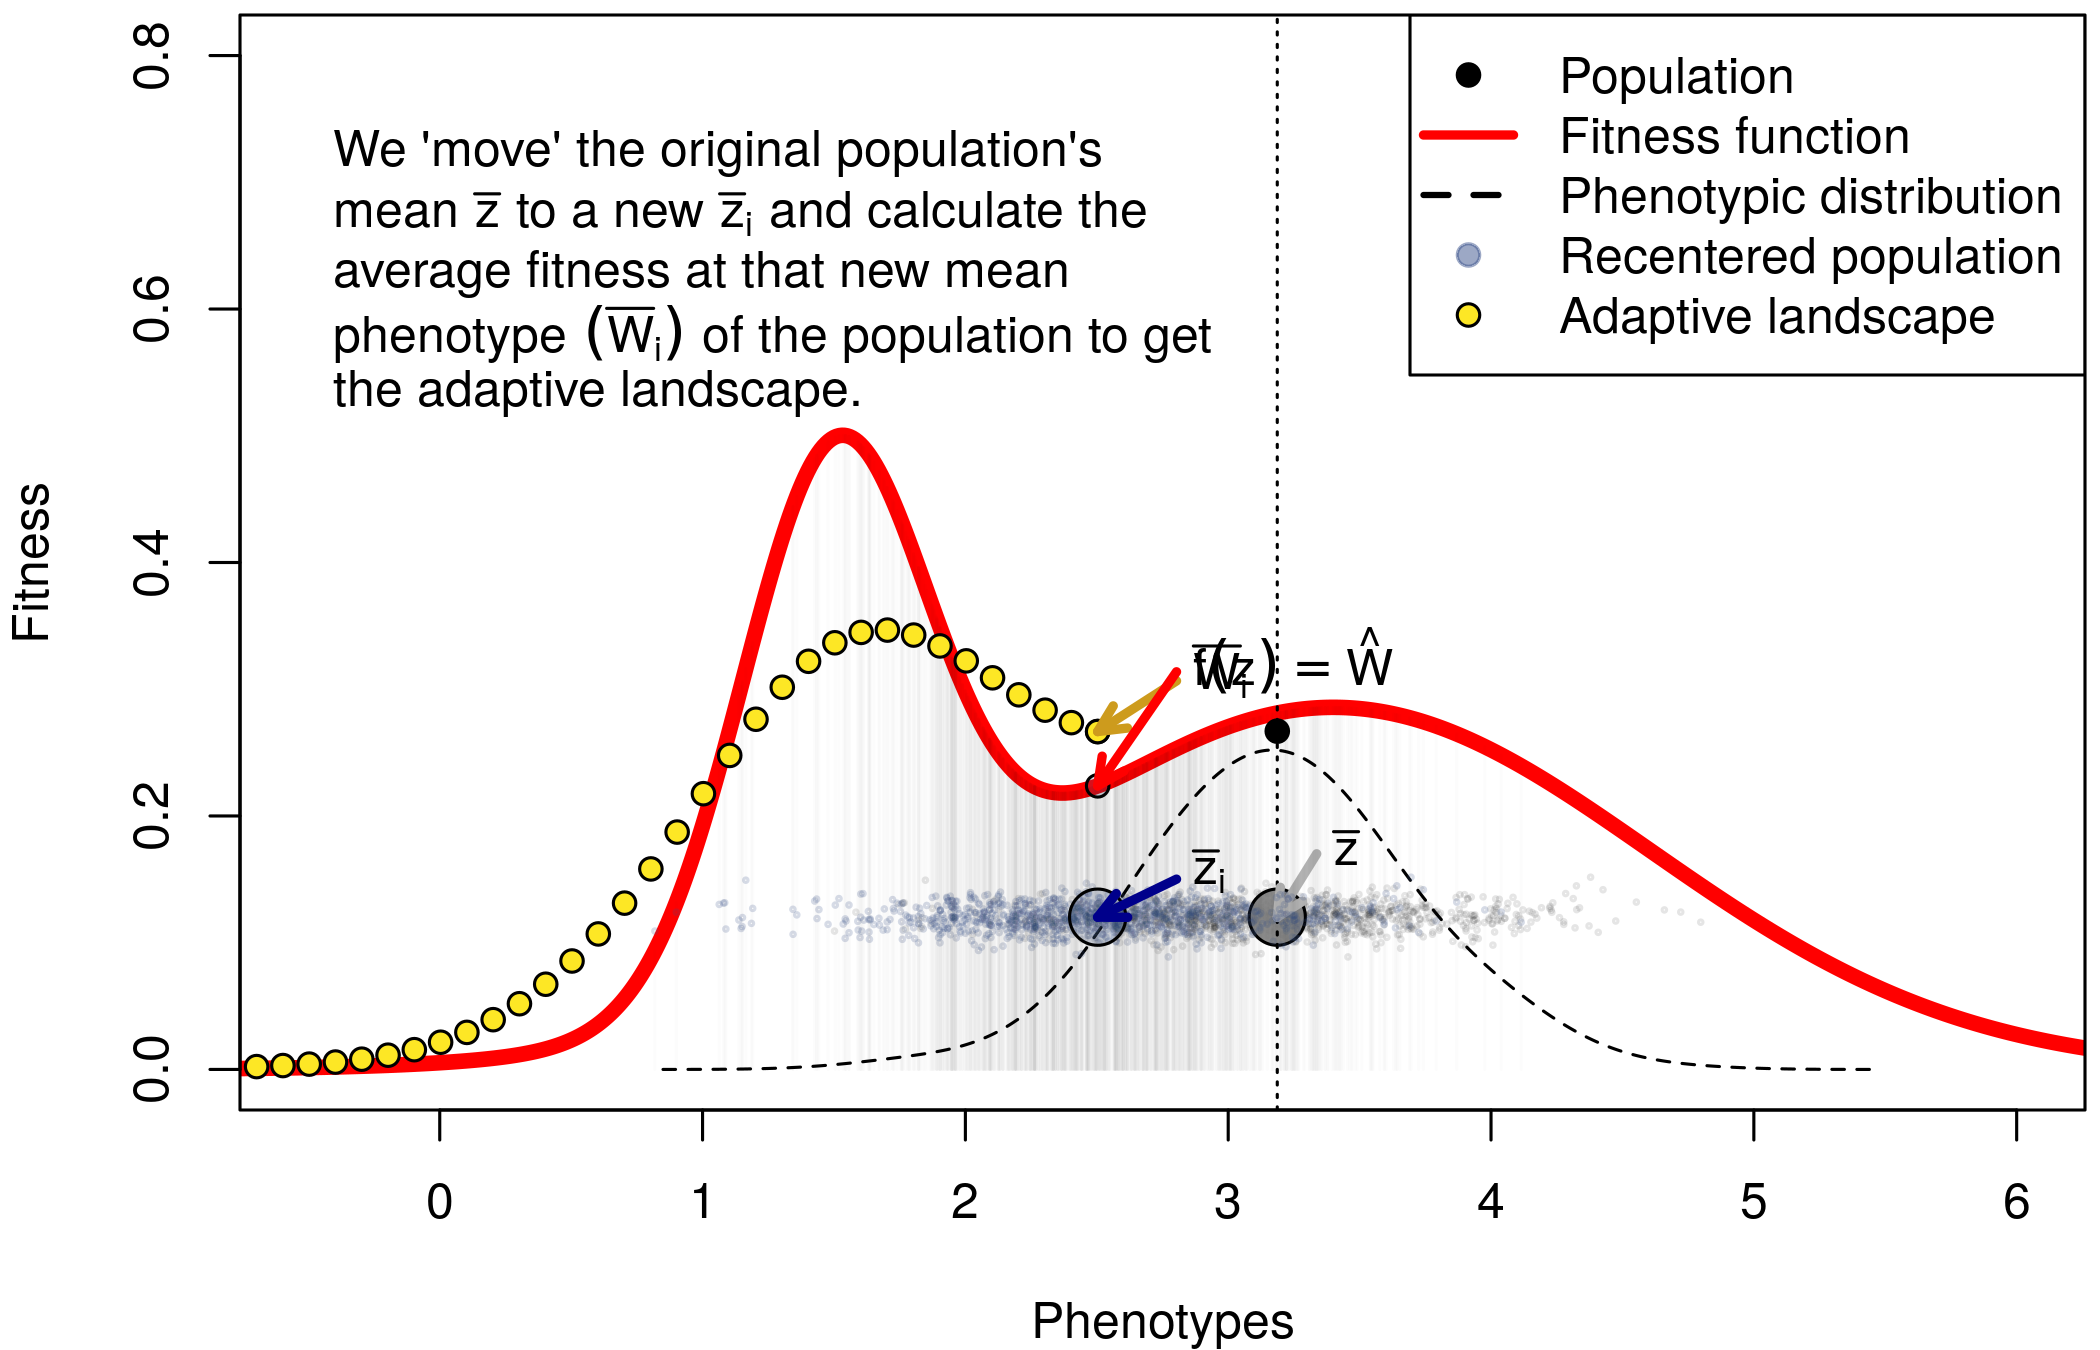 We 'move' the original population's
mean z̅ to a new z̅ᵢ and calculate the
average fitness at that new mean
phenotype (W̅ᵢ) of the population to get
the adaptive landscape.
Population
Fitness function
Phenotypic distribution
Recentered population
Adaptive landscape
0.8
0.6
0.4
0.2
0.0
Fitness
W̅ᵢ
f(z) = Ŵ
z̅ᵢ
z̅
0 1 2 3 4 5 6
Phenotypes